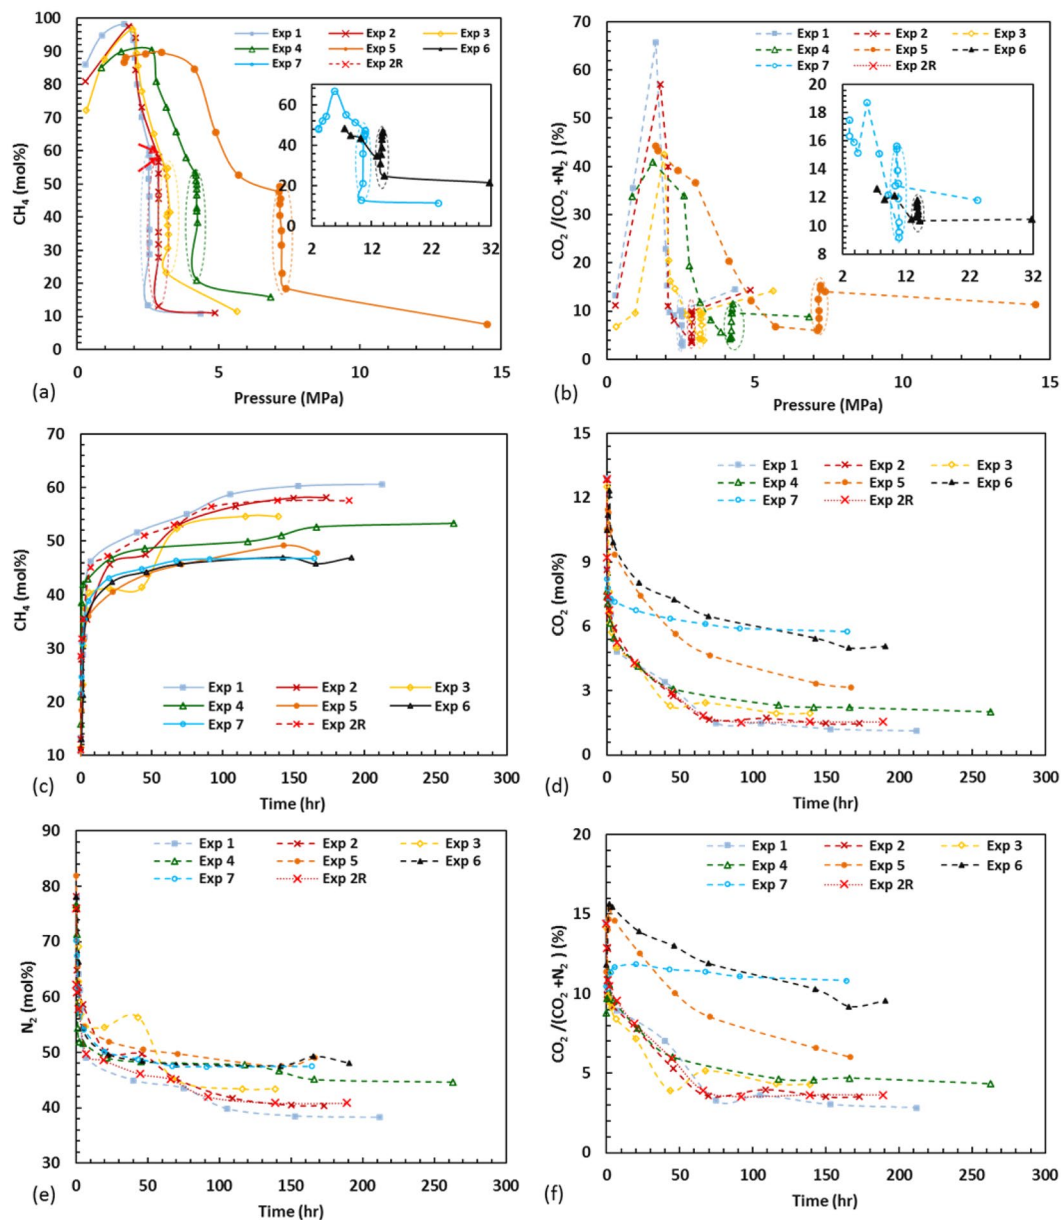 100
90
80
70
60
50
40
30
20
10
0
CH₄ (mol%)
Exp 1 Exp 2 Exp 3
Exp 4 Exp 5 Exp 6
Exp 7 Exp 2R
60
40
20
0
2 12 22 32
0 5 10 15
Pressure (MPa)
(a)
70
60
50
40
30
20
10
0
CO₂ /(CO₂ +N₂ ) (%)
Exp 1 Exp 2 Exp 3
Exp 4 Exp 5 Exp 6
Exp 7 Exp 2R
20
18
16
14
12
10
8
2 12 22 32
0 5 10 15
Pressure (MPa)
(b)
70
60
50
40
30
20
10
CH₄ (mol%)
Exp 1 Exp 2 Exp 3
Exp 4 Exp 5 Exp 6
Exp 7 Exp 2R
0 50 100 150 200 250 300
Time (hr)
(c)
15
12
9
6
3
0
CO₂ (mol%)
Exp 1 Exp 2 Exp 3
Exp 4 Exp 5 Exp 6
Exp 7 Exp 2R
0 50 100 150 200 250 300
Time (hr)
(d)
90
80
70
60
50
40
30
N₂ (mol%)
Exp 1 Exp 2 Exp 3
Exp 4 Exp 5 Exp 6
Exp 7 Exp 2R
0 50 100 150 200 250 300
Time (hr)
(e)
20
15
10
5
0
CO₂ /(CO₂ +N₂ ) (%)
Exp 1 Exp 2 Exp 3
Exp 4 Exp 5 Exp 6
Exp 7 Exp 2R
0 50 100 150 200 250 300
Time (hr)
(f)